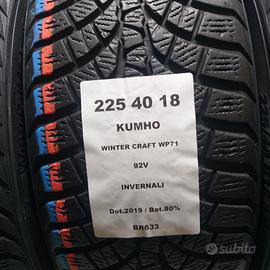 225 40 18
KUMHO
WINTER CRAFT WP71
92V
INVERNALI
Dot.2019 / Bat.80%
BR633
subito